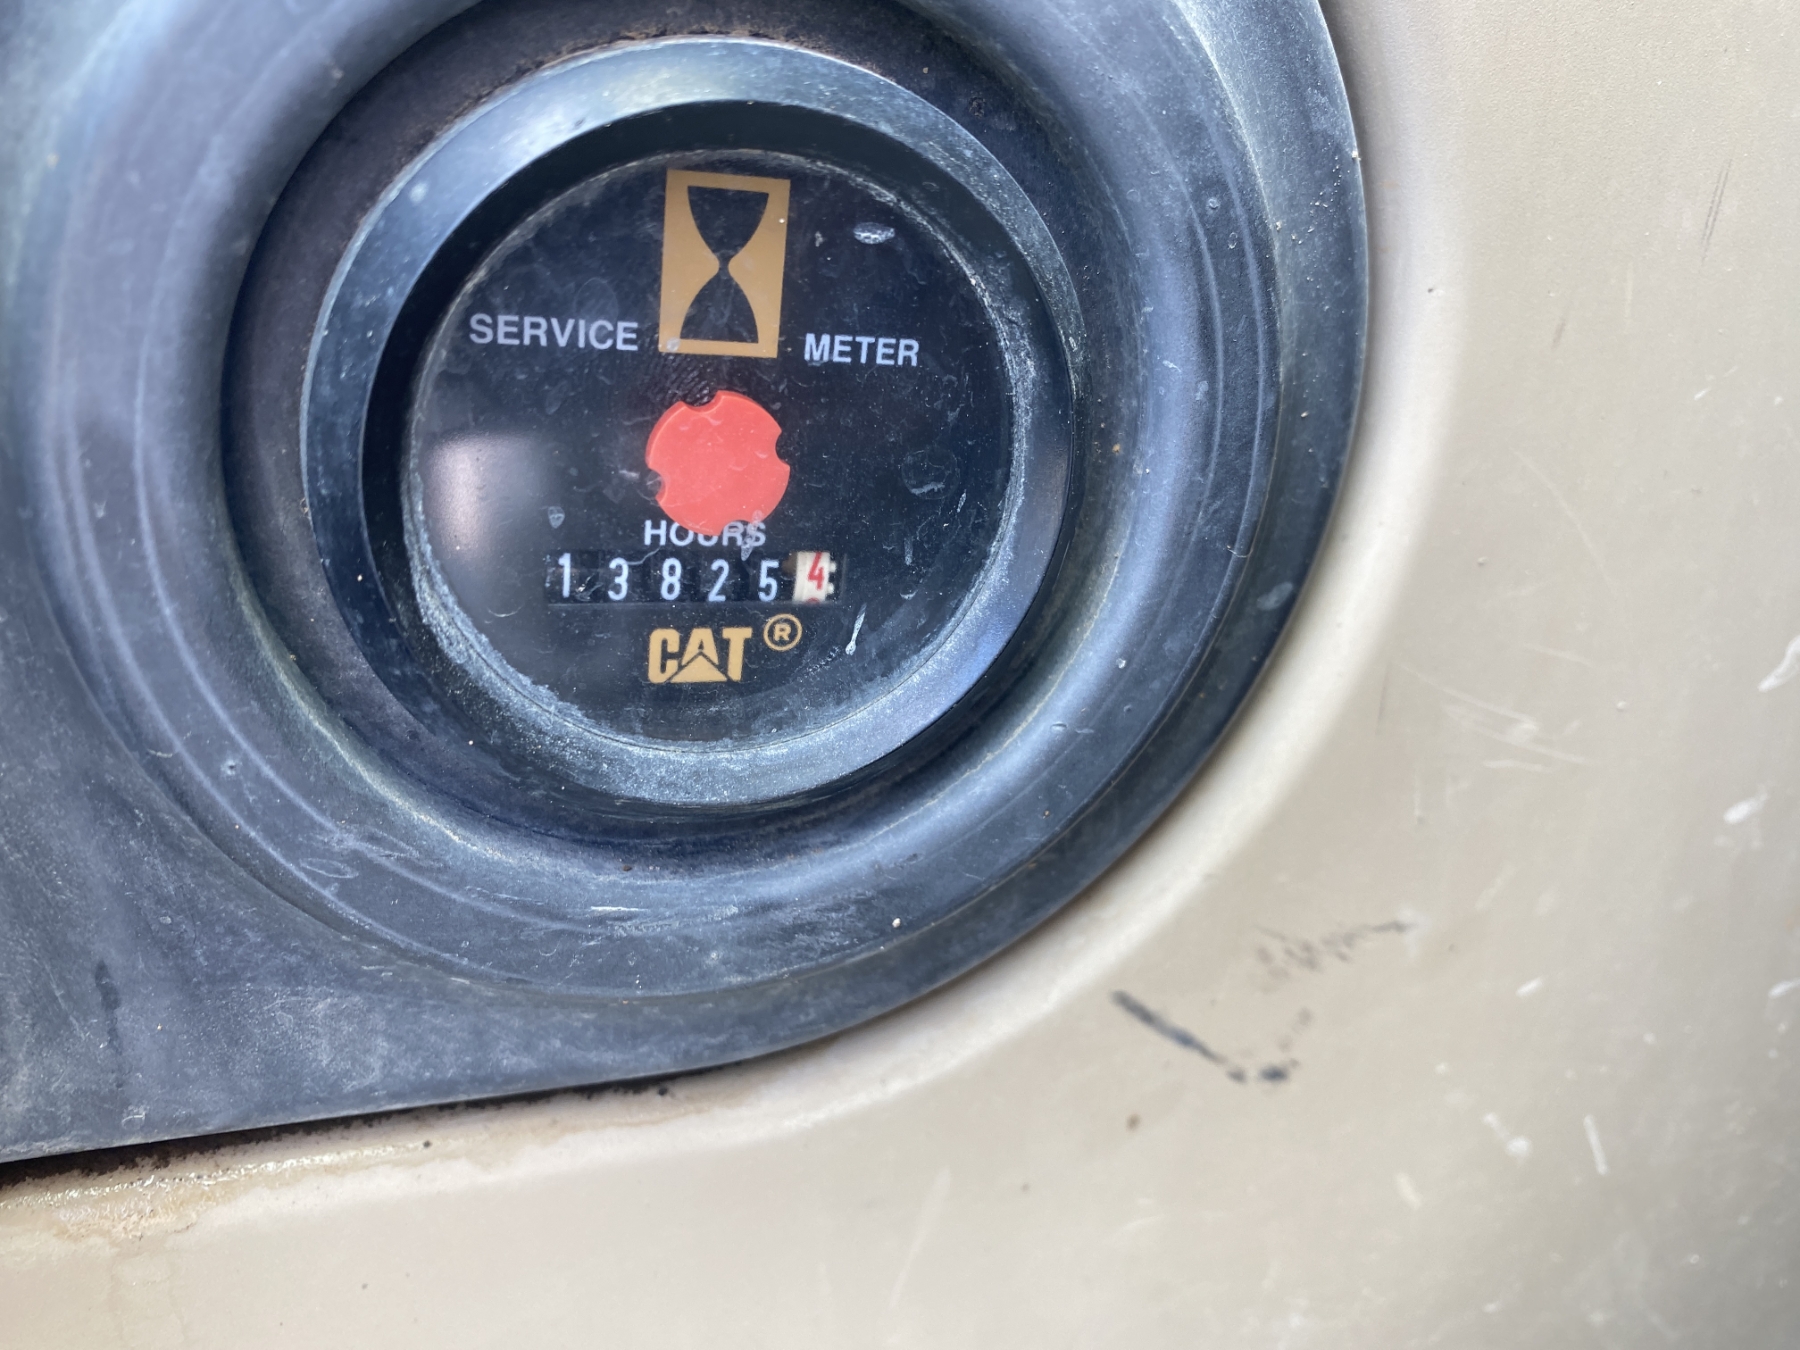 SERVICE METER
HOURS
138254
CAT®